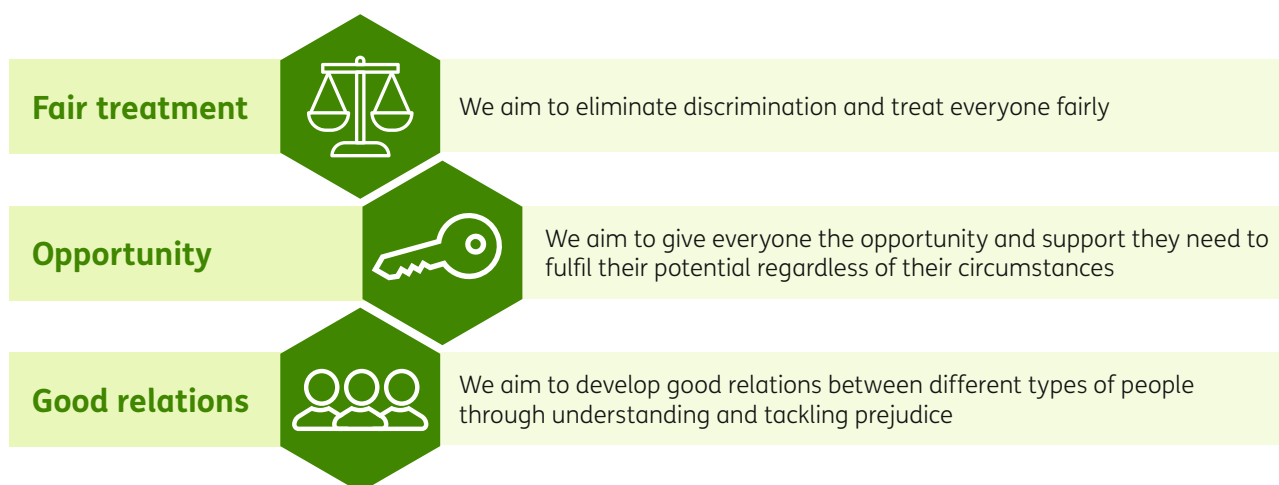 Fair treatment
We aim to eliminate discrimination and treat everyone fairly
Opportunity
We aim to give everyone the opportunity and support they need to
fulfil their potential regardless of their circumstances
Good relations
We aim to develop good relations between different types of people
through understanding and tackling prejudice